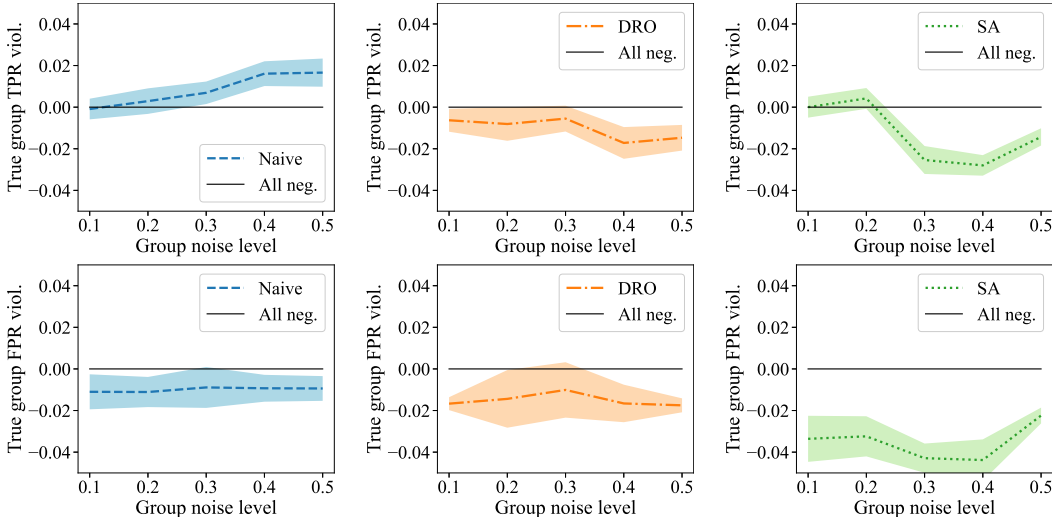 True group TPR viol.
0.04
0.02
0.00
−0.02
−0.04
Naive
All neg.
0.1 0.2 0.3 0.4 0.5
Group noise level
True group TPR viol.
0.04
0.02
0.00
−0.02
−0.04
DRO
All neg.
0.1 0.2 0.3 0.4 0.5
Group noise level
True group TPR viol.
0.04
0.02
0.00
−0.02
−0.04
SA
All neg.
0.1 0.2 0.3 0.4 0.5
Group noise level
True group FPR viol.
0.04
0.02
0.00
−0.02
−0.04
Naive
All neg.
0.1 0.2 0.3 0.4 0.5
Group noise level
True group FPR viol.
0.04
0.02
0.00
−0.02
−0.04
DRO
All neg.
0.1 0.2 0.3 0.4 0.5
Group noise level
True group FPR viol.
0.04
0.02
0.00
−0.02
−0.04
SA
All neg.
0.1 0.2 0.3 0.4 0.5
Group noise level